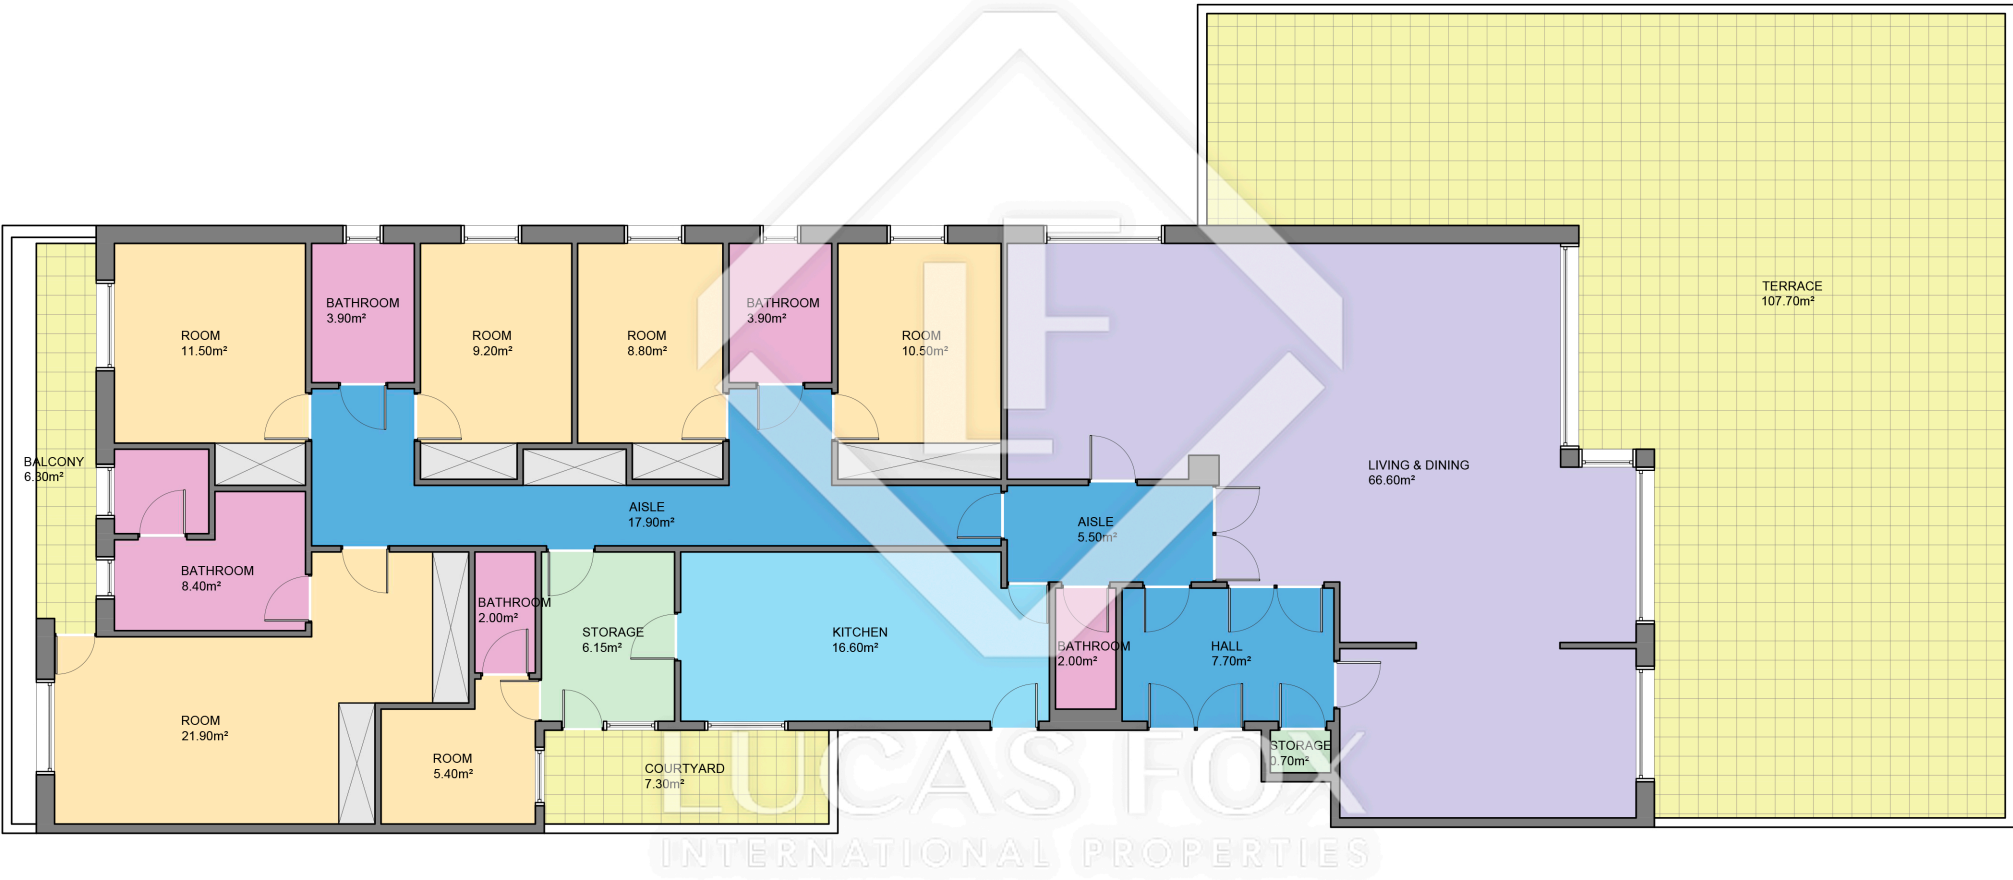 TERRACE
107.70m²
BATHROOM
3.90m²
BATHROOM
3.90m²
ROOM
11.50m²
ROOM
9.20m²
ROOM
8.80m²
ROOM
10.50m²
BALCONY
6.30m²
LIVING & DINING
66.60m²
AISLE
17.90m²
AISLE
5.50m²
BATHROOM
8.40m²
BATHROOM
2.00m²
STORAGE
6.15m²
KITCHEN
16.60m²
BATHROOM
2.00m²
HALL
7.70m²
ROOM
21.90m²
ROOM
5.40m²
COURTYARD
7.30m²
STORAGE
0.70m²
LF
LUCAS FOX
INTERNATIONAL PROPERTIES